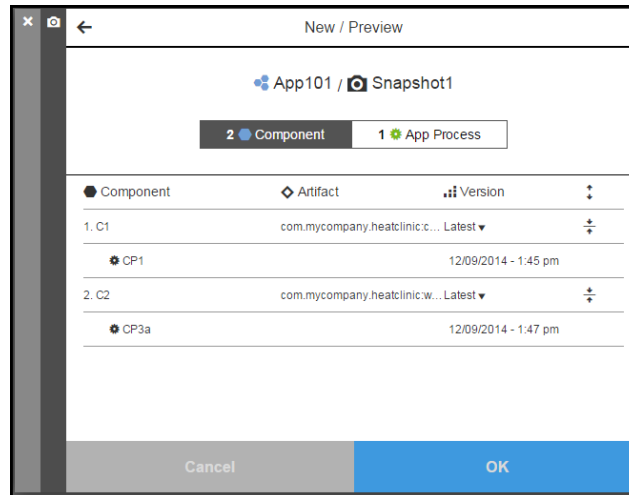 New / Preview
App101 / Snapshot1
2 Component 1 App Process
Component Artifact Version
1. C1 com.mycompany.heatclinic:c... Latest
CP1 12/09/2014 - 1:45 pm
2. C2 com.mycompany.heatclinic:w... Latest
CP3a 12/09/2014 - 1:47 pm
Cancel OK